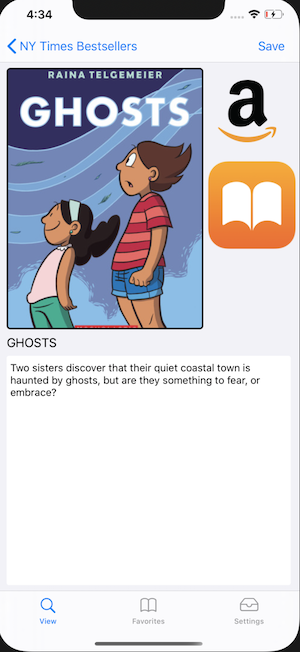 4:34
NY Times Bestsellers
Save
RAINA TELGEMEIER
GHOSTS
a
GHOSTS
Two sisters discover that their quiet coastal town is
haunted by ghosts, but are they something to fear, or
embrace?
View
Favorites
Settings